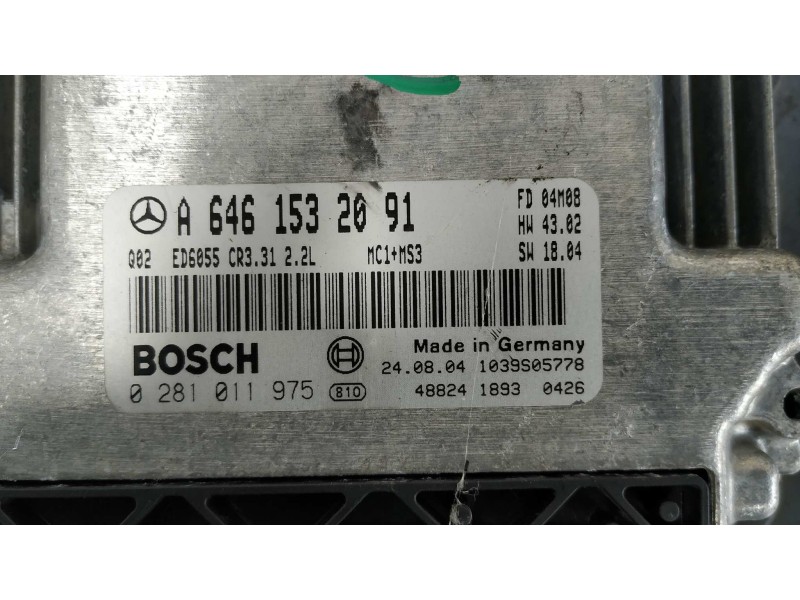 A 646 153 20 91
FD 04M08
HW 43.02
Q02 ED6055 CR3.31 2.2L MC1+MS3 SW 18.04
BOSCH
Made in Germany
24.08.04 1039S05778
0 281 011 975 810
48824 1893 0426